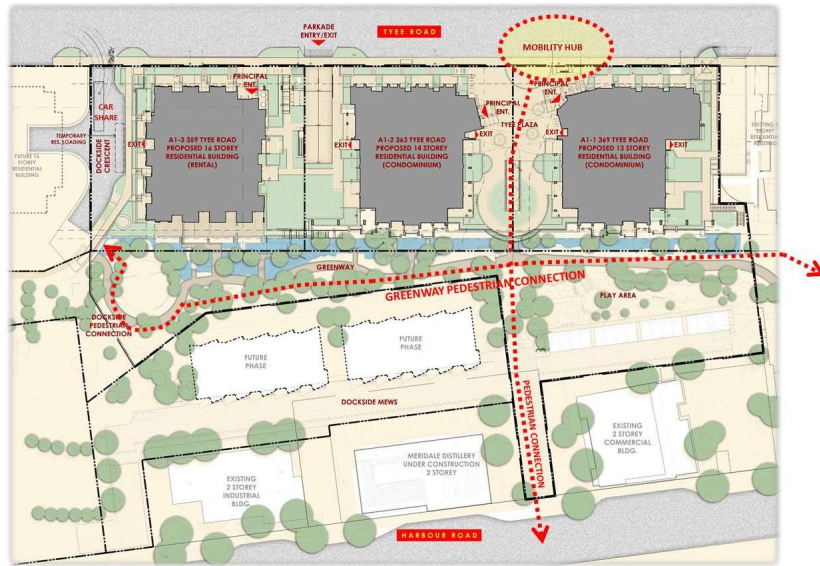 PARKADE
ENTRY/EXIT
TYEE ROAD
MOBILITY HUB
CAR
SHARE
PRINCIPAL
ENT.
PRINCIPAL
ENT.
PRINCIPAL
ENT.
TYEE PLAZA
TEMPORARY
RES. LOADING
DOCKSIDE
CRESCENT
FUTURE 16
STOREY
RESIDENTIAL
BUILDING
EXIT
A1-3 359 TYEE ROAD
PROPOSED 16 STOREY
RESIDENTIAL BUILDING
(RENTAL)
EXIT
A1-2 363 TYEE ROAD
PROPOSED 14 STOREY
RESIDENTIAL BUILDING
(CONDOMINIUM)
EXIT
EXIT
A1-1 369 TYEE ROAD
PROPOSED 13 STOREY
RESIDENTIAL BUILDING
(CONDOMINIUM)
EXIT
EXISTING
STOREY
RESIDENTIAL
GREENWAY
GREENWAY PEDESTRIAN CONNECTION
PLAY AREA
DOCKSIDE
PEDESTRIAN
CONNECTION
FUTURE
PHASE
FUTURE
PHASE
DOCKSIDE MEWS
PEDESTRIAN CONNECTION
EXISTING
2 STOREY
COMMERCIAL
BLDG.
MERIDALE DISTILLERY
UNDER CONSTRUCTION
2 STOREY
EXISTING
2 STOREY
INDUSTRIAL
BLDG.
HARBOUR ROAD